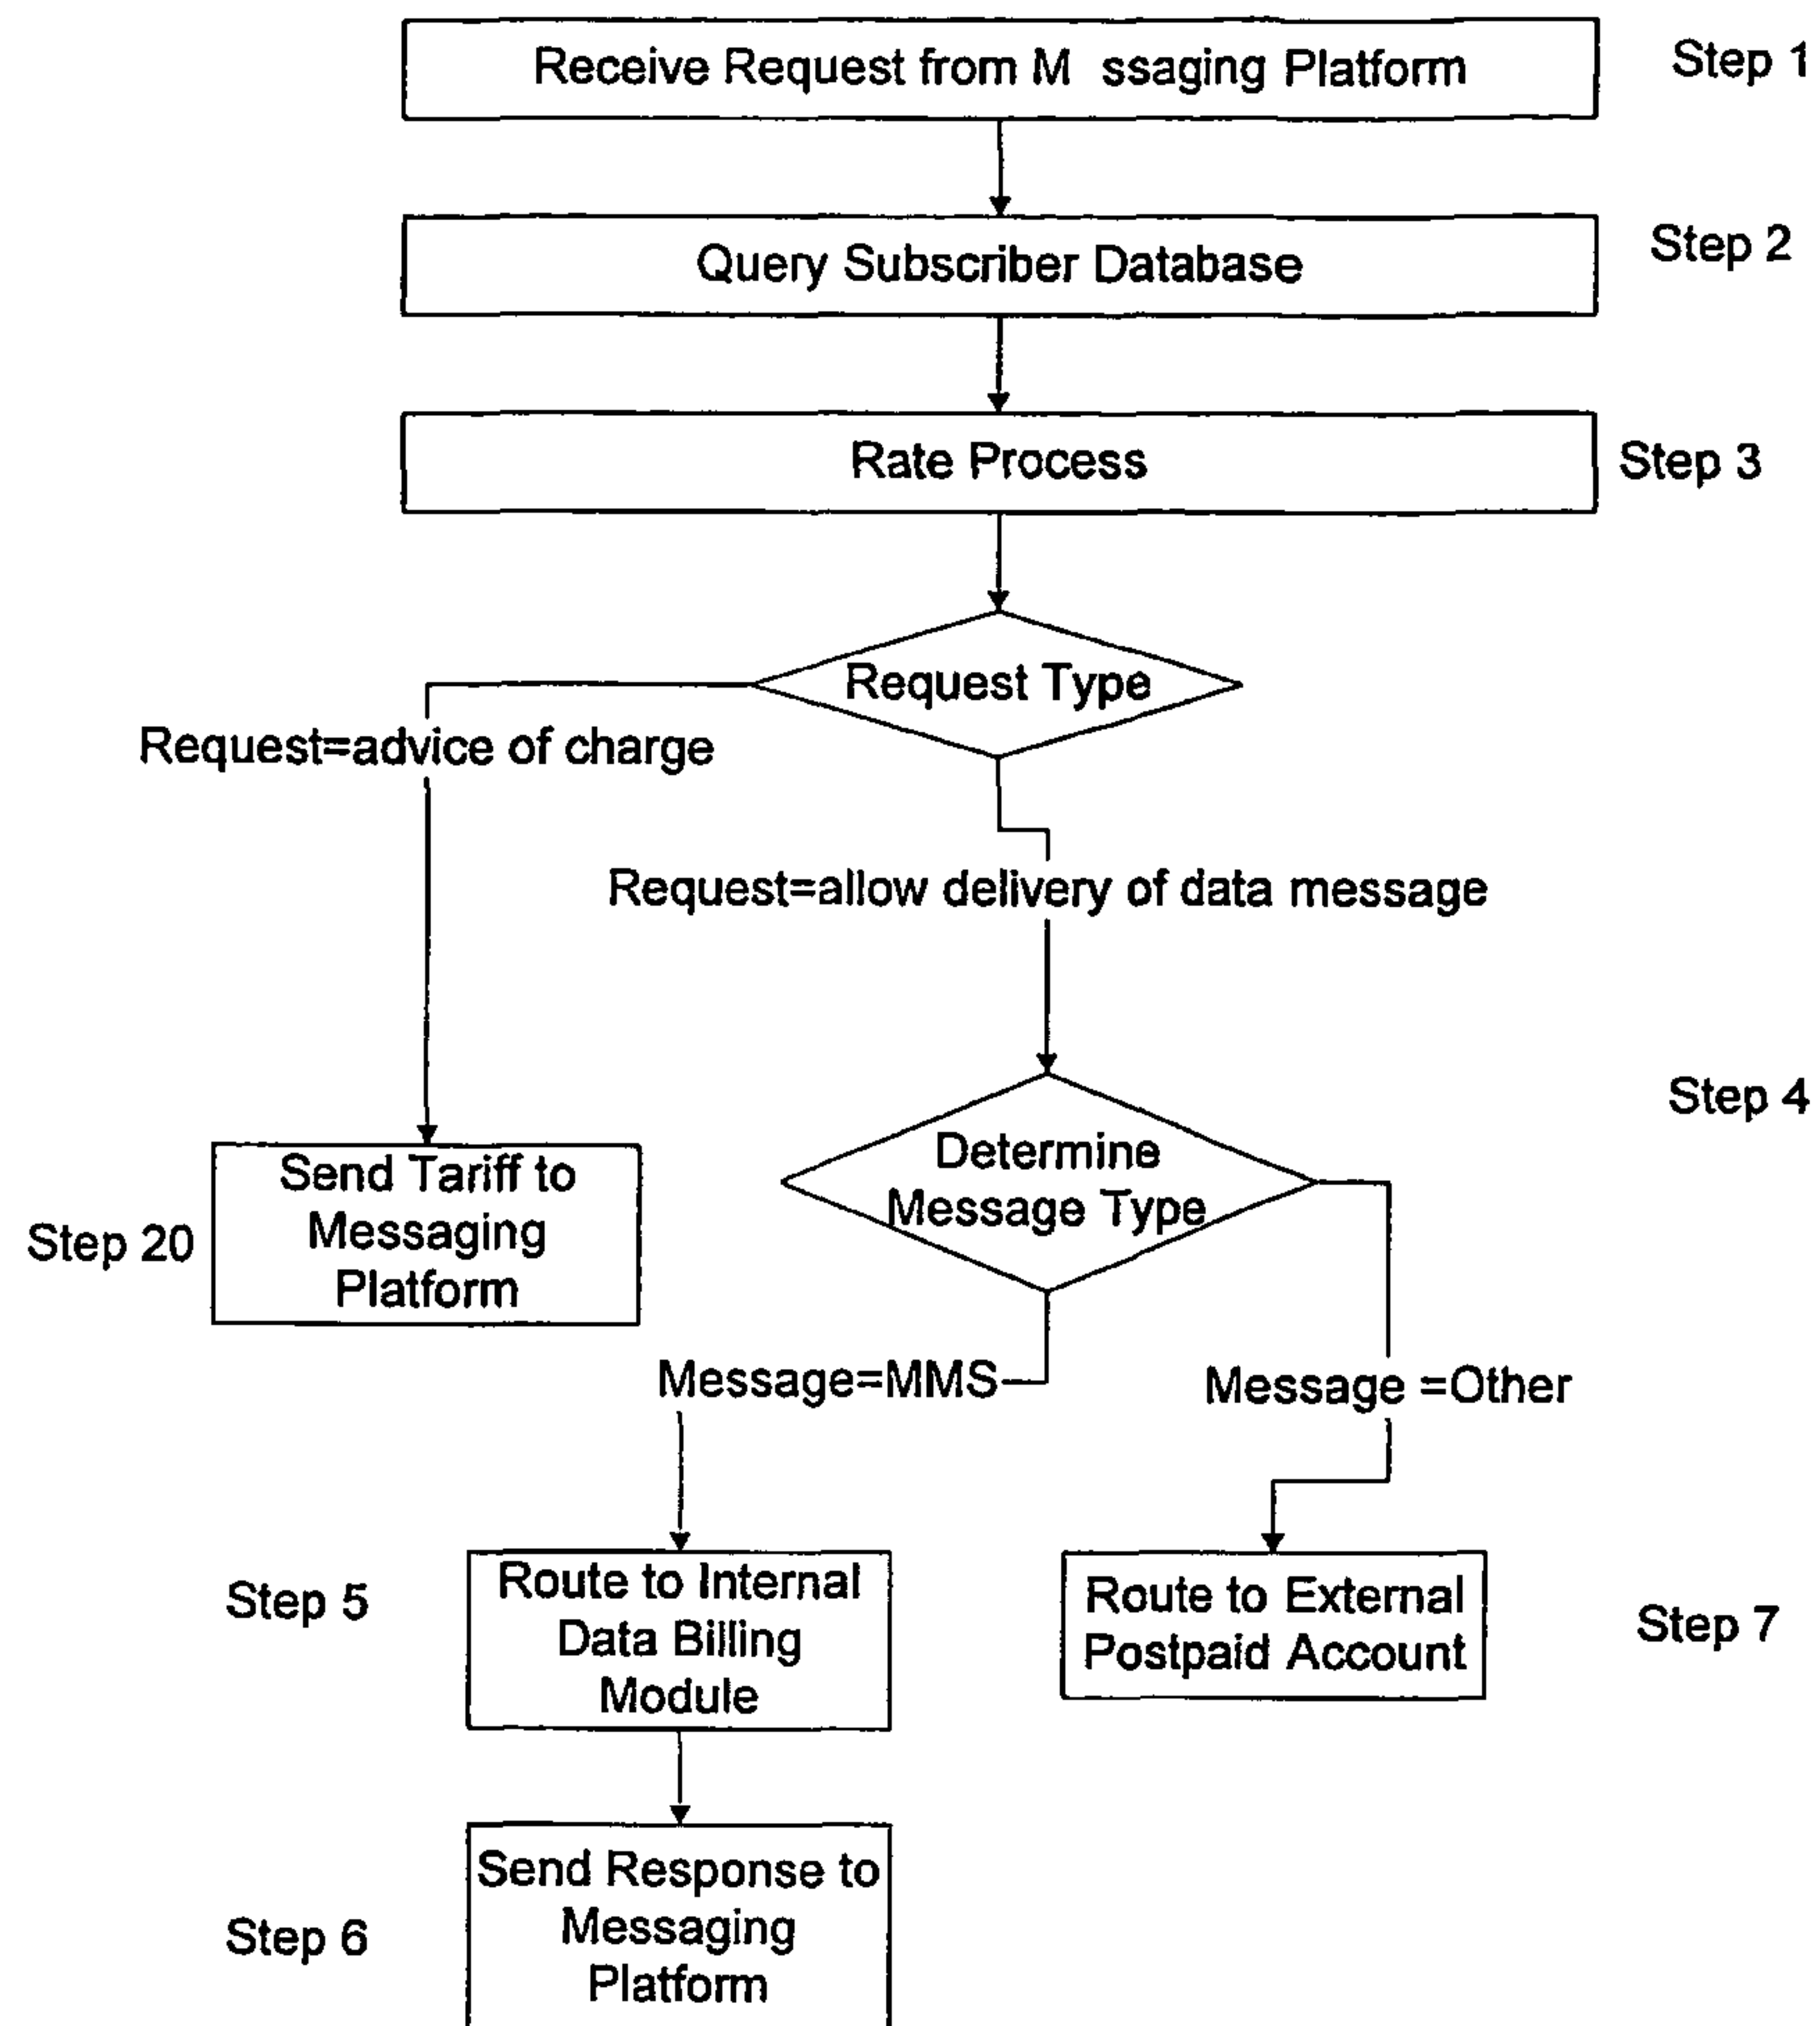 Receive Request from M ssaging Platform
Step 1
Query Subscriber Database
Step 2
Rate Process
Step 3
Request Type
Request=advice of charge
Request=allow delivery of data message
Step 4
Determine
Message Type
Send Tariff to
Messaging
Platform
Step 20
Message=MMS
Message =Other
Step 5
Route to Internal
Data Billing
Module
Route to External
Postpaid Account
Step 7
Send Response to
Messaging
Platform
Step 6